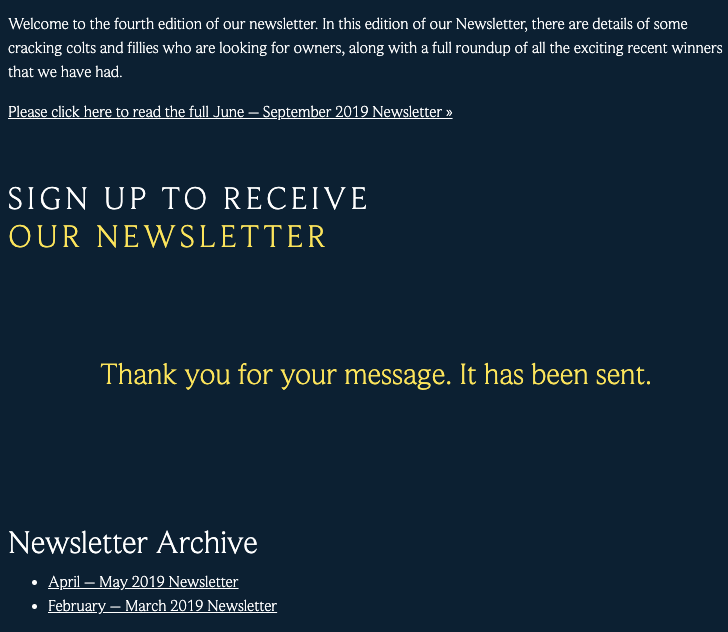 Welcome to the fourth edition of our newsletter. In this edition of our Newsletter, there are details of some
cracking colts and fillies who are looking for owners, along with a full roundup of all the exciting recent winners
that we have had.
Please click here to read the full June – September 2019 Newsletter »
SIGN UP TO RECEIVE
OUR NEWSLETTER
Thank you for your message. It has been sent.
Newsletter Archive
• April – May 2019 Newsletter
• February – March 2019 Newsletter